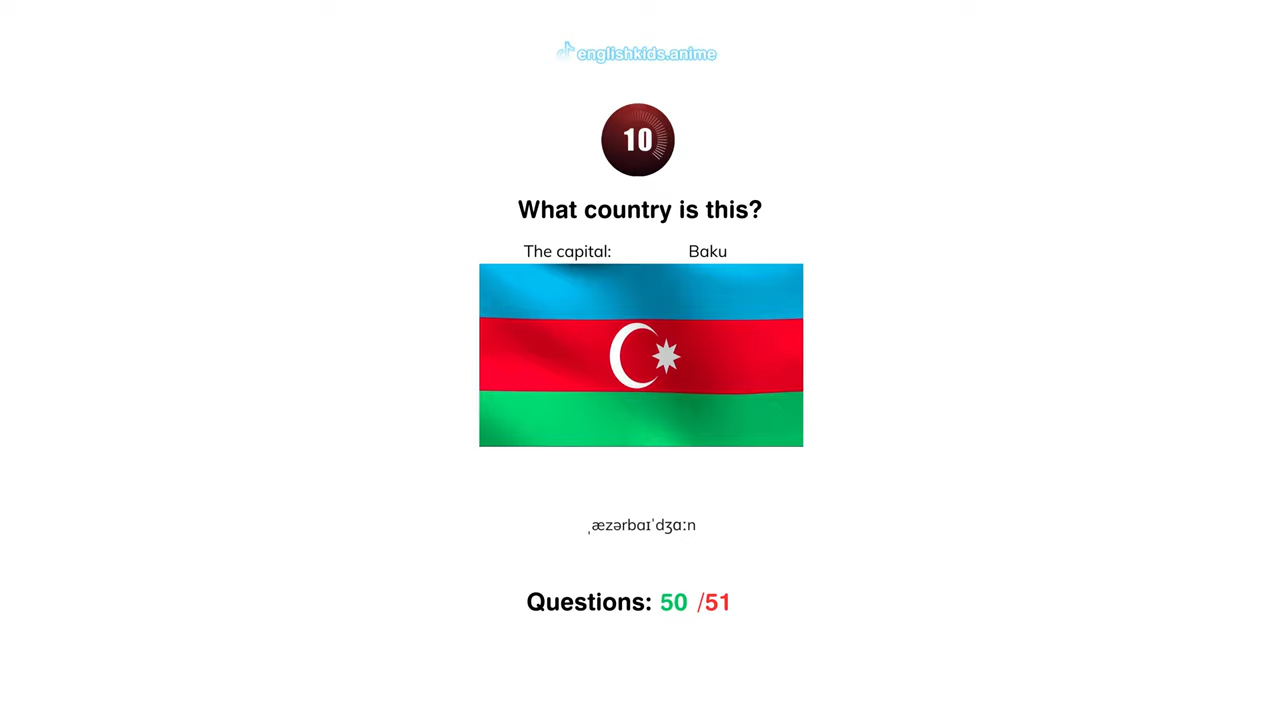 englishkids.anime
10
What country is this?
The capital: Baku
ˌæzərbaɪˈdʒɑːn
Questions: 50 /51